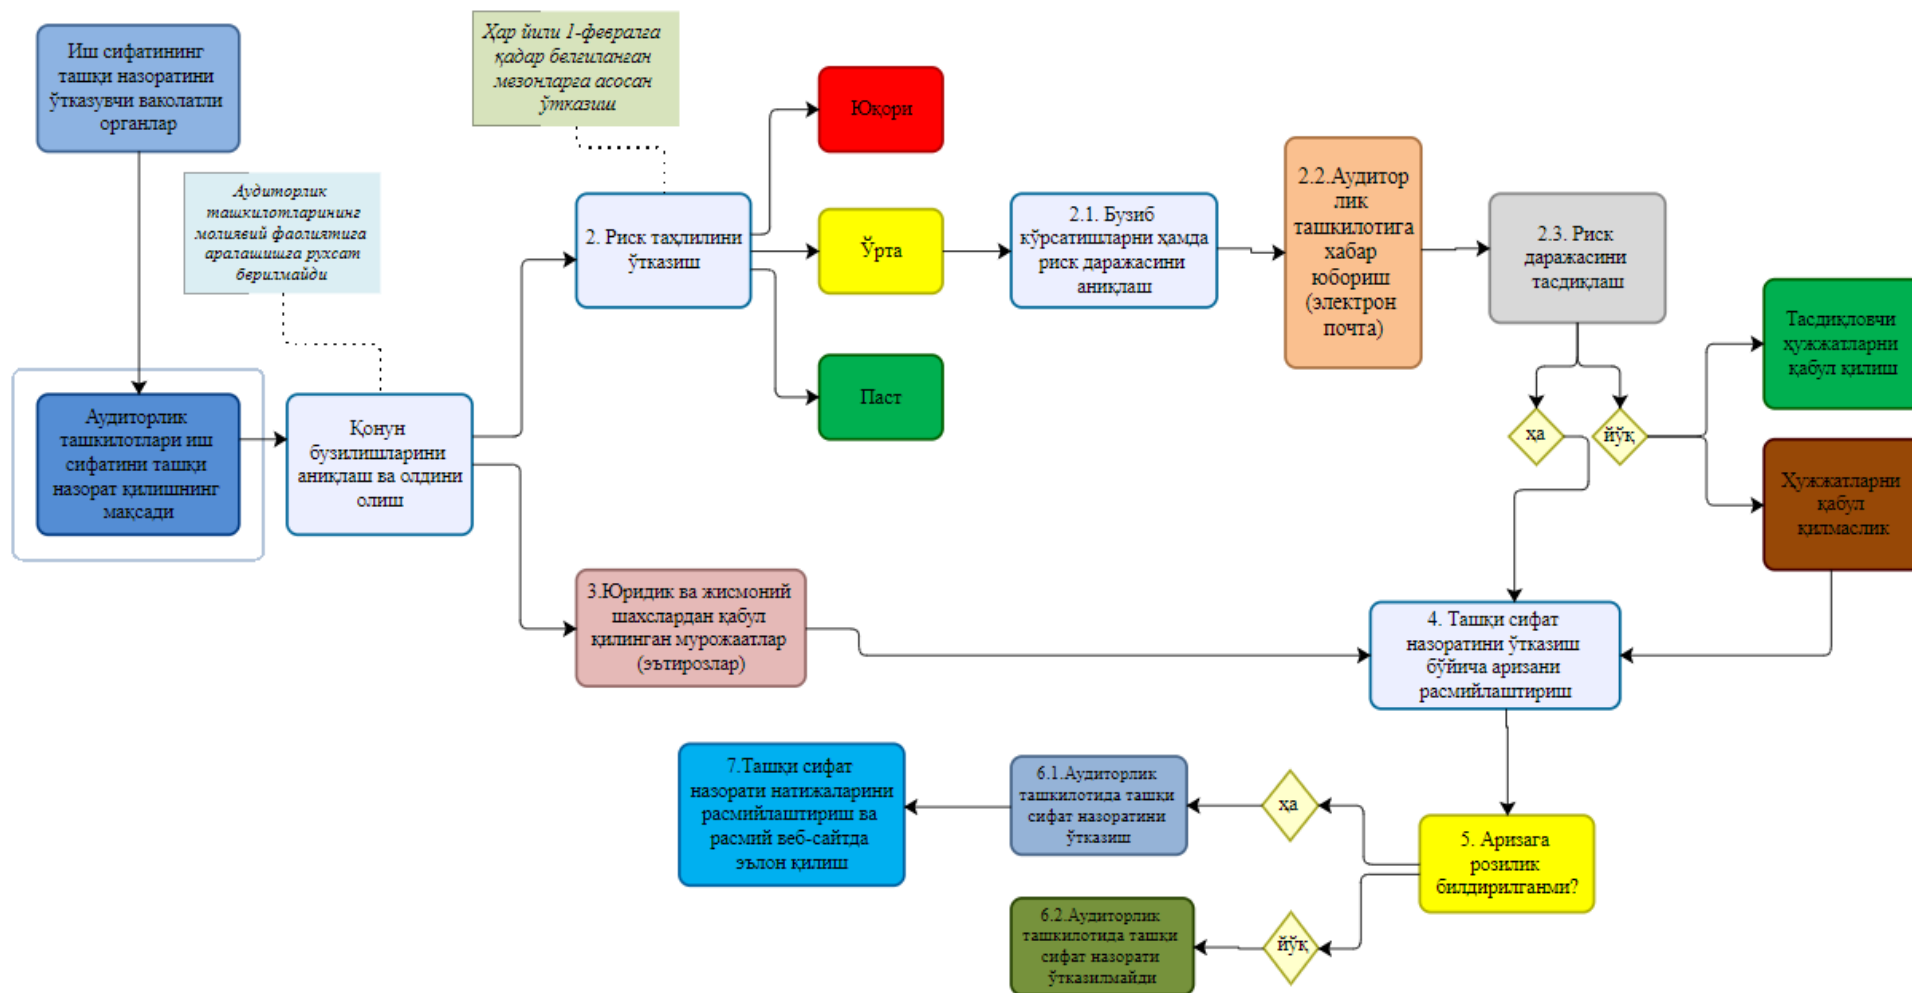 Иш сифатининг
ташқи назоратини
ўтказувчи ваколатли
органлар
Ҳар йили 1-февралга
қадар белгиланган
мезонларга асосан
ўтказиш
Аудиторлик
ташкилотларининг
молиявий фаолиятига
аралашишга рухсат
берилмайди
Аудиторлик
ташкилотлари иш
сифатини ташқи
назорат қилишнинг
мақсади
Қонун
бузилишларини
аниқлаш ва олдини
олиш
2. Риск таҳлилини
ўтказиш
Юқори
Ўрта
Паст
2.1. Бузиб
кўрсатишларни ҳамда
риск даражасини
аниқлаш
2.2.Аудитор
лик
ташкилотига
хабар
юбориш
(электрон
почта)
2.3. Риск
даражасини
тасдиқлаш
ҳа
йўқ
Тасдиқловчи
ҳужжатларни
қабул қилиш
Ҳужжатларни
қабул
қилмаслик
3.Юридик ва жисмоний
шахслардан қабул
қилинган мурожаатлар
(эътирозлар)
4. Ташқи сифат
назоратини ўтказиш
бўйича аризани
расмийлаштириш
5. Аризага
розилик
билдирилганми?
ҳа
йўқ
6.1.Аудиторлик
ташкилотида ташқи
сифат назоратини
ўтказиш
6.2.Аудиторлик
ташкилотида ташқи
сифат назорати
ўтказилмайди
7.Ташқи сифат
назорати натижаларини
расмийлаштириш ва
расмий веб-сайтда
эълон қилиш